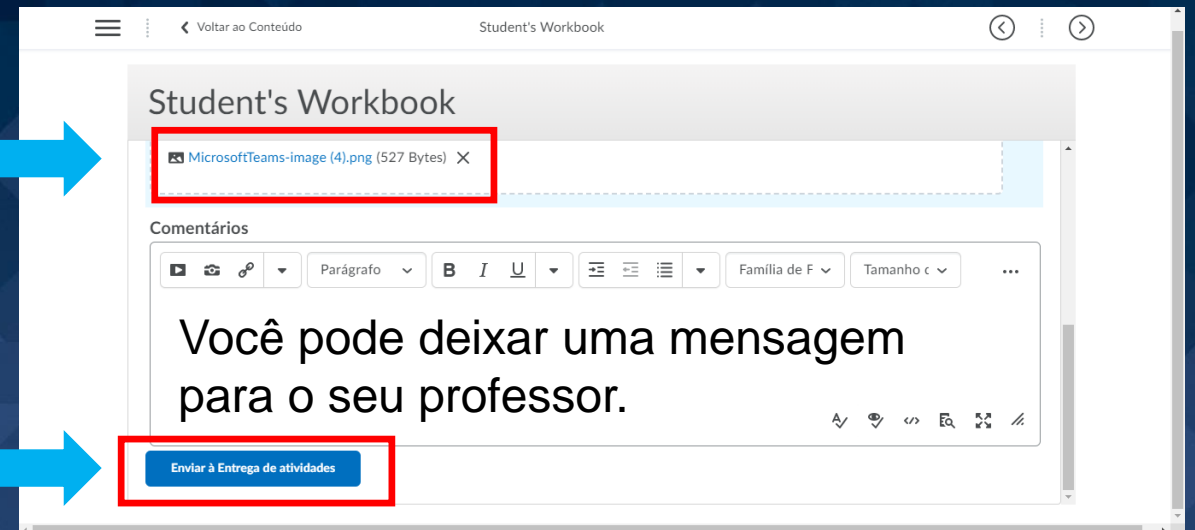 Voltar ao Conteúdo
Student's Workbook
Student's Workbook
MicrosoftTeams-image (4).png (527 Bytes)
Comentários
Parágrafo
B I U
Família de F
Tamanho c
Você pode deixar uma mensagem
para o seu professor.
Enviar à Entrega de atividades